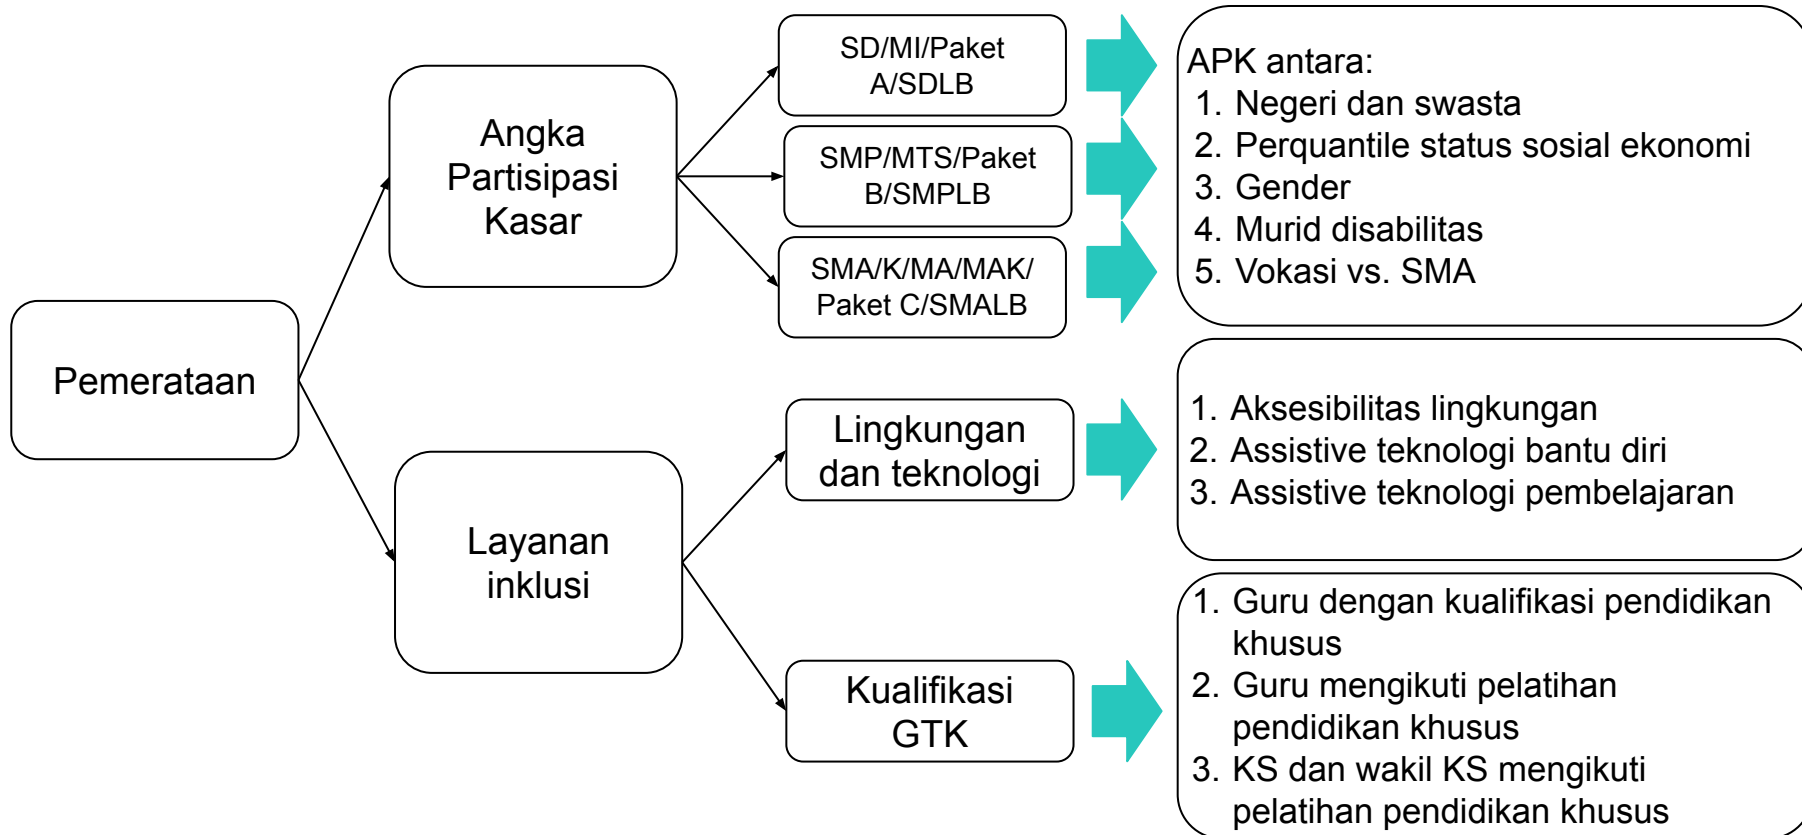 Pemerataan
Angka
Partisipasi
Kasar
SD/MI/Paket
A/SDLB
SMP/MTS/Paket
B/SMPLB
SMA/K/MA/MAK/
Paket C/SMALB
APK antara:
1. Negeri dan swasta
2. Perquantile status sosial ekonomi
3. Gender
4. Murid disabilitas
5. Vokasi vs. SMA
Layanan
inklusi
Lingkungan
dan teknologi
1. Aksesibilitas lingkungan
2. Assistive teknologi bantu diri
3. Assistive teknologi pembelajaran
Kualifikasi
GTK
1. Guru dengan kualifikasi pendidikan
khusus
2. Guru mengikuti pelatihan
pendidikan khusus
3. KS dan wakil KS mengikuti
pelatihan pendidikan khusus